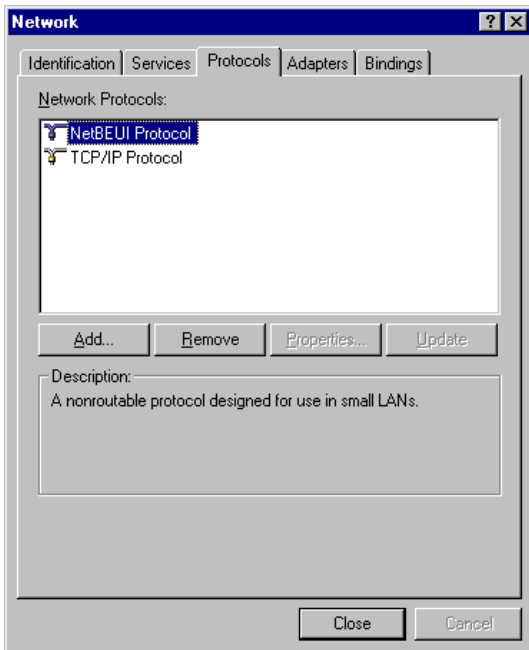 Network
Identification Services Protocols Adapters Bindings
Network Protocols:
NetBEUI Protocol
TCP/IP Protocol
Add... Remove Properties... Update
Description:
A nonroutable protocol designed for use in small LANs.
Close Cancel